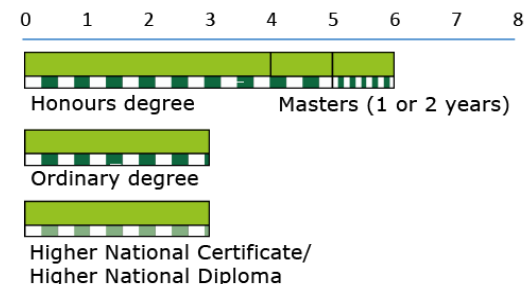 0 1 2 3 4 5 6 7 8
Honours degree Masters (1 or 2 years)
Ordinary degree
Higher National Certificate/
Higher National Diploma